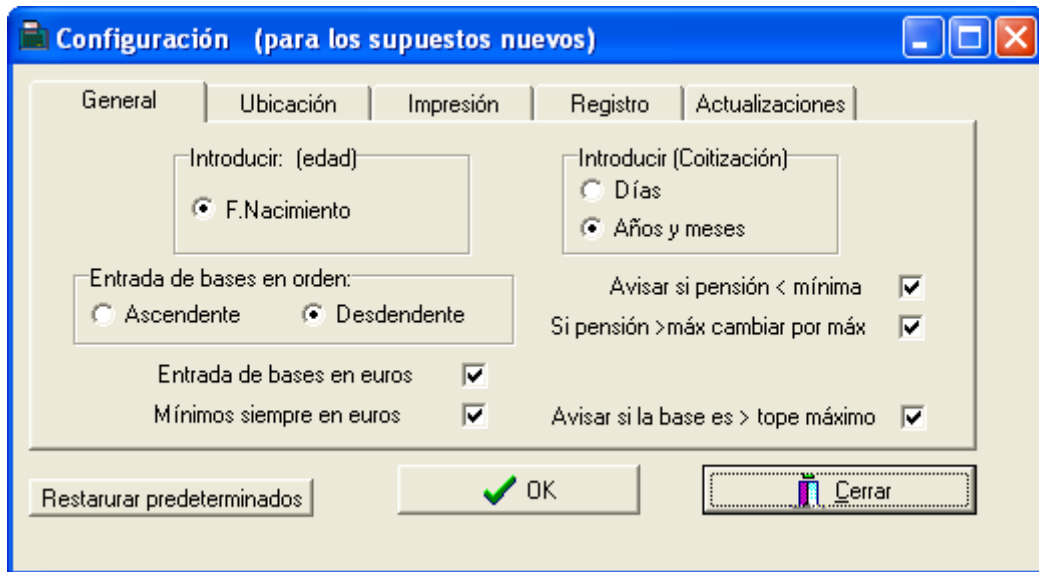 Configuración (para los supuestos nuevos)
General Ubicación Impresión Registro Actualizaciones
Introducir: (edad)
F.Nacimiento
Introducir (Coitización)
Días
Años y meses
Entrada de bases en orden:
Ascendente Desdendente
Avisar si pensión < mínima
Si pensión >máx cambiar por máx
Entrada de bases en euros
Mínimos siempre en euros
Avisar si la base es > tope máximo
Restarurar predeterminados
OK
Cerrar